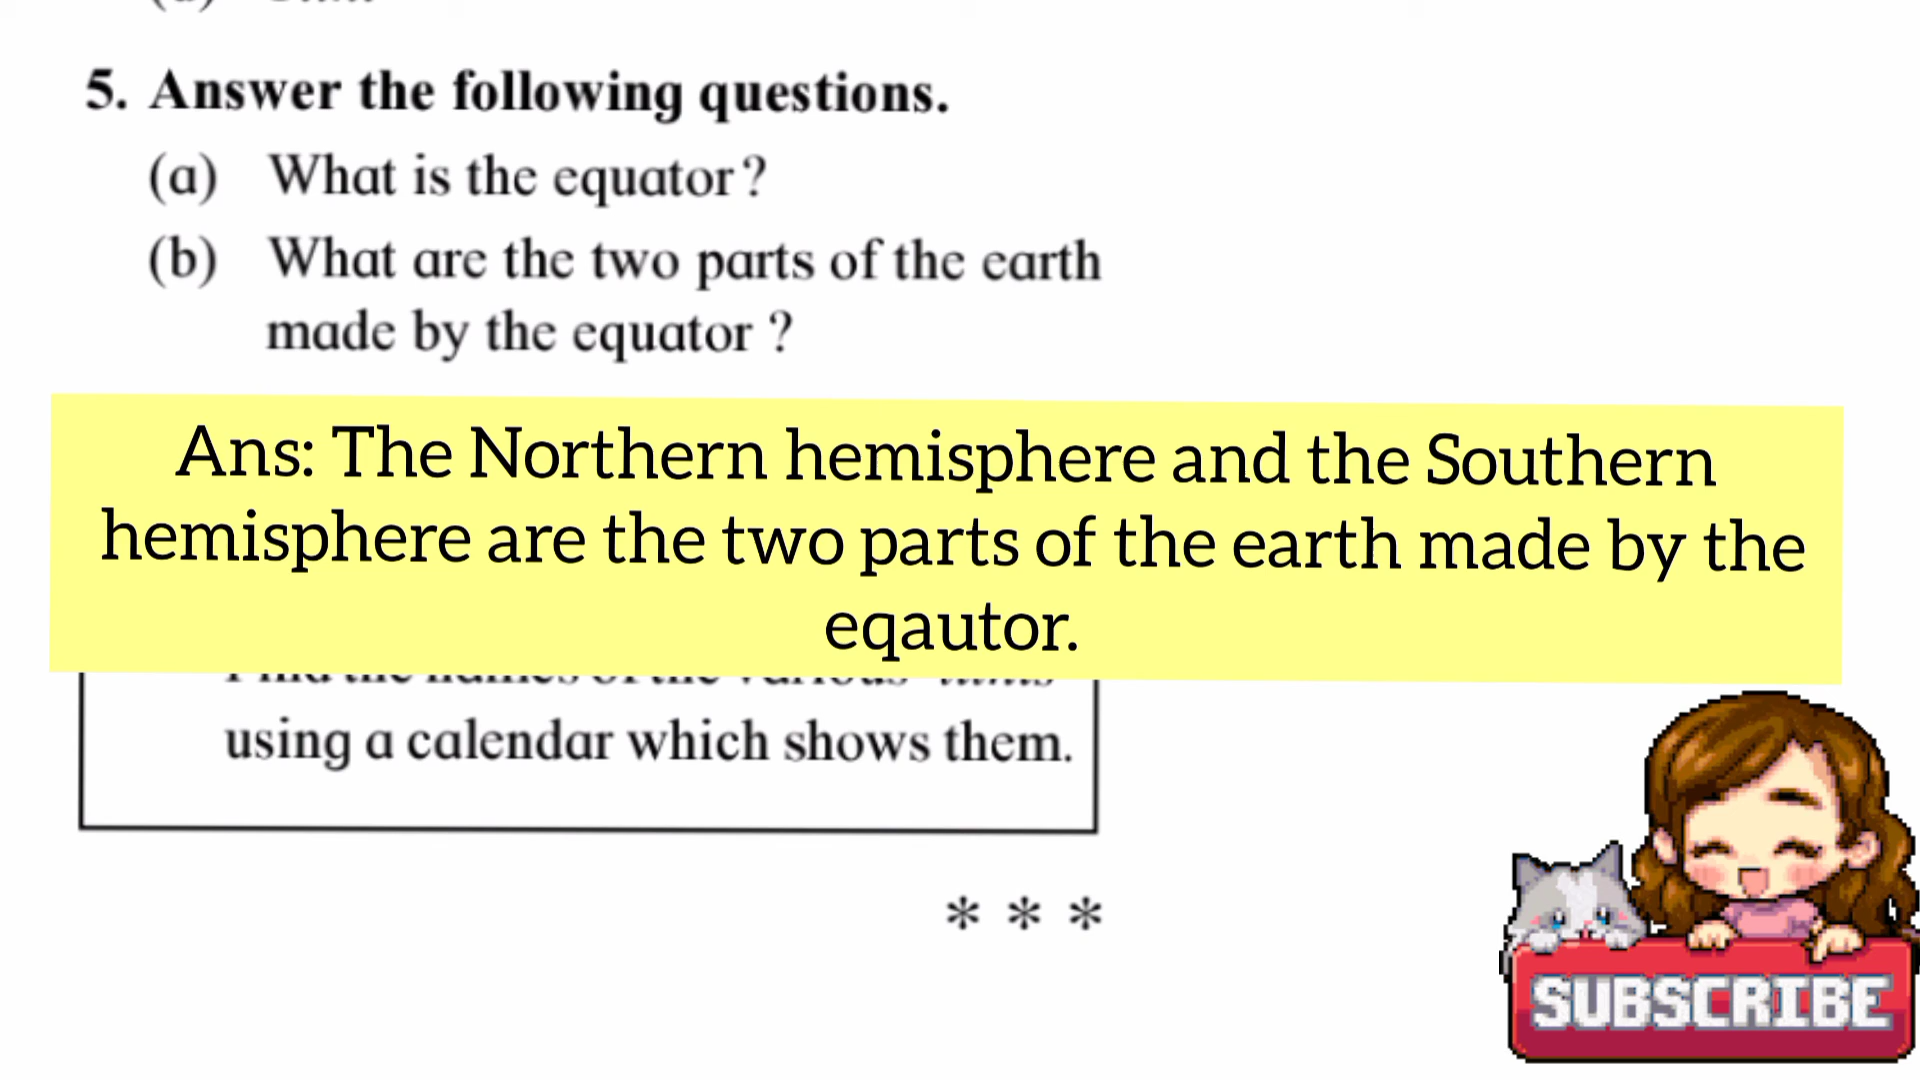 5. Answer the following questions.
(a) What is the equator?
(b) What are the two parts of the earth
made by the equator ?
Ans: The Northern hemisphere and the Southern
hemisphere are the two parts of the earth made by the
eqautor.
using a calendar which shows them.
* * *
SUBSCRIBE